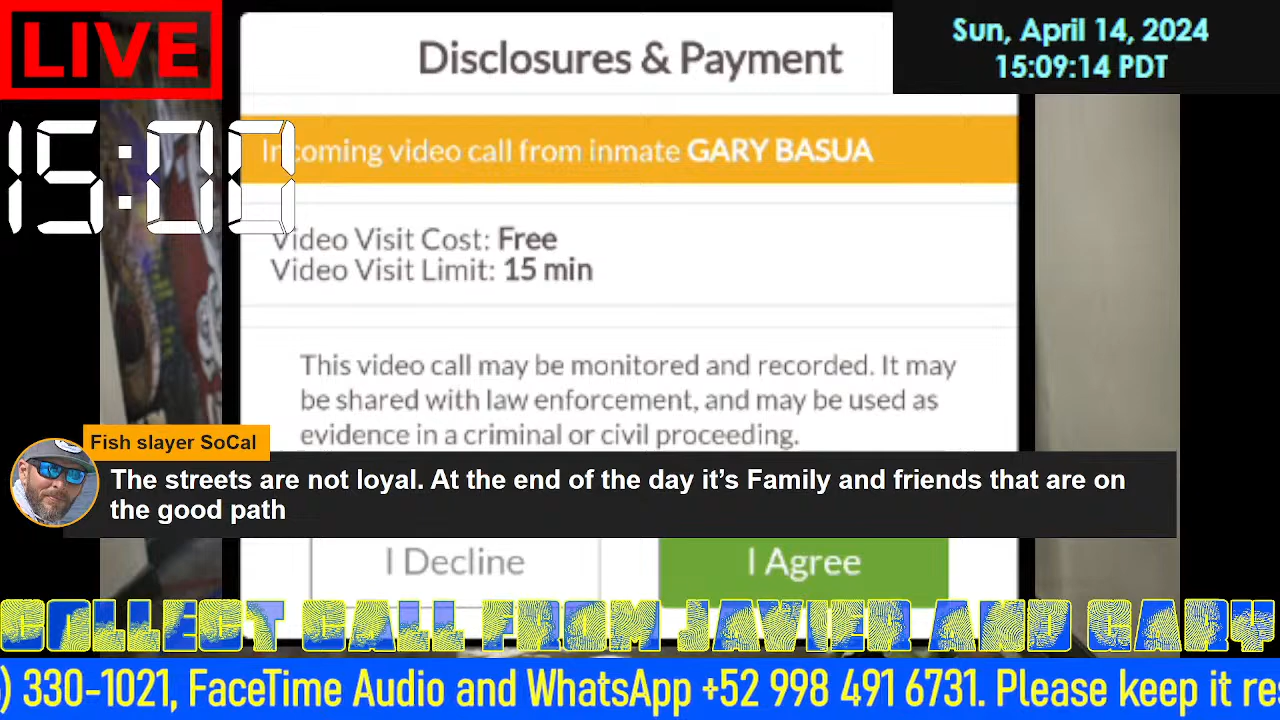 LIVE
Sun, April 14, 2024
15:09:14 PDT
Disclosures & Payment
15:00
Incoming video call from inmate GARY BASUA
Video Visit Cost: Free
Video Visit Limit: 15 min
This video call may be monitored and recorded. It may
be shared with law enforcement, and may be used as
evidence in a criminal or civil proceeding.
Fish slayer SoCal
The streets are not loyal. At the end of the day it’s Family and friends that are on
the good path
I Decline
I Agree
COLLECT CALL FROM JAVIER AND GARY
) 330-1021, FaceTime Audio and WhatsApp +52 998 491 6731. Please keep it res